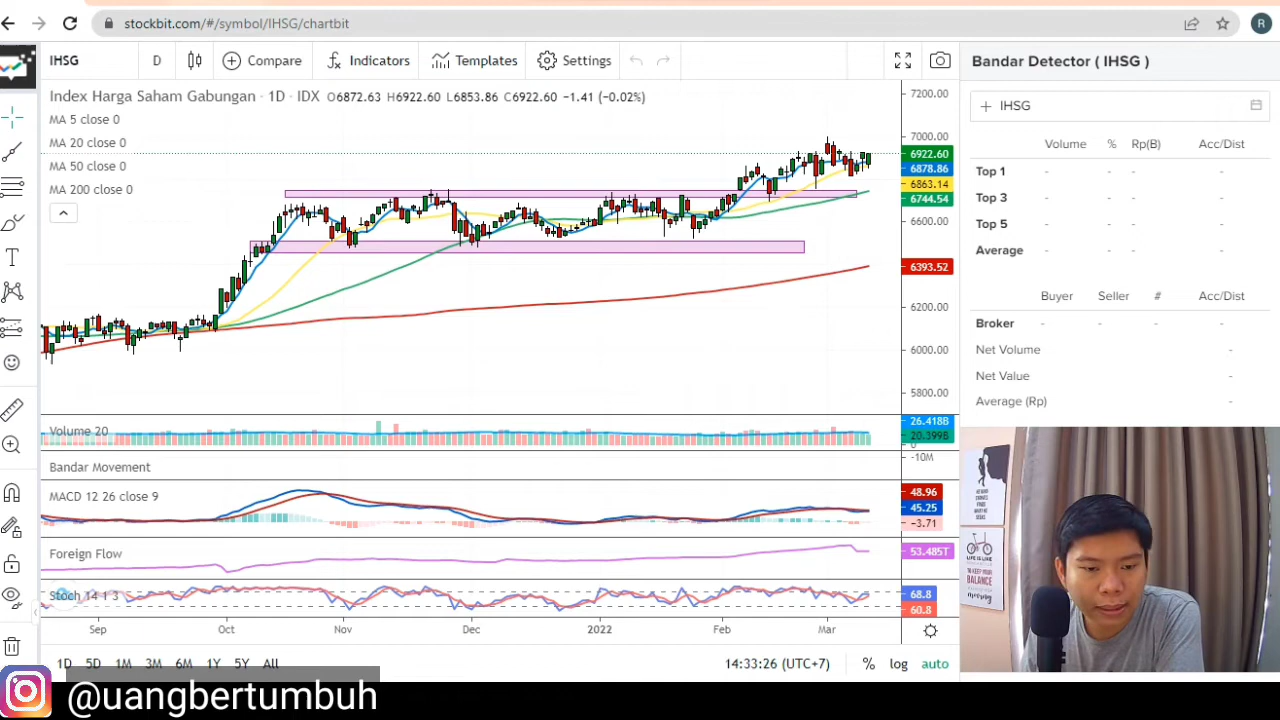 stockbit.com/#/symbol/IHSG/chartbit
R
IHSG D Compare Indicators Templates Settings
Index Harga Saham Gabungan · 1D · IDX O6872.63 H6922.60 L6853.86 C6922.60 −1.41 (−0.02%)
MA 5 close 0
MA 20 close 0
MA 50 close 0
MA 200 close 0
7200.00
7000.00
6922.60
6878.86
6863.14
6744.54
6600.00
6393.52
6200.00
6000.00
5800.00
Volume 20
26.418B
20.399B
0
Bandar Movement
-10M
MACD 12 26 close 9
48.96
45.25
-3.71
Foreign Flow
53.485T
Stoch 14 1 3
68.8
60.8
Sep Oct Nov Dec 2022 Feb Mar
1D 5D 1M 3M 6M 1Y 5Y All
14:33:26 (UTC+7) % log auto
Bandar Detector ( IHSG )
IHSG
Volume % Rp(B) Acc/Dist
Top 1 - - - -
Top 3 - - - -
Top 5 - - - -
Average - - - -
Buyer Seller # Acc/Dist
Broker - - - -
Net Volume -
Net Value -
Average (Rp) -
LIFE IS
TO KEEP
BALANCE
@uangbertumbuh